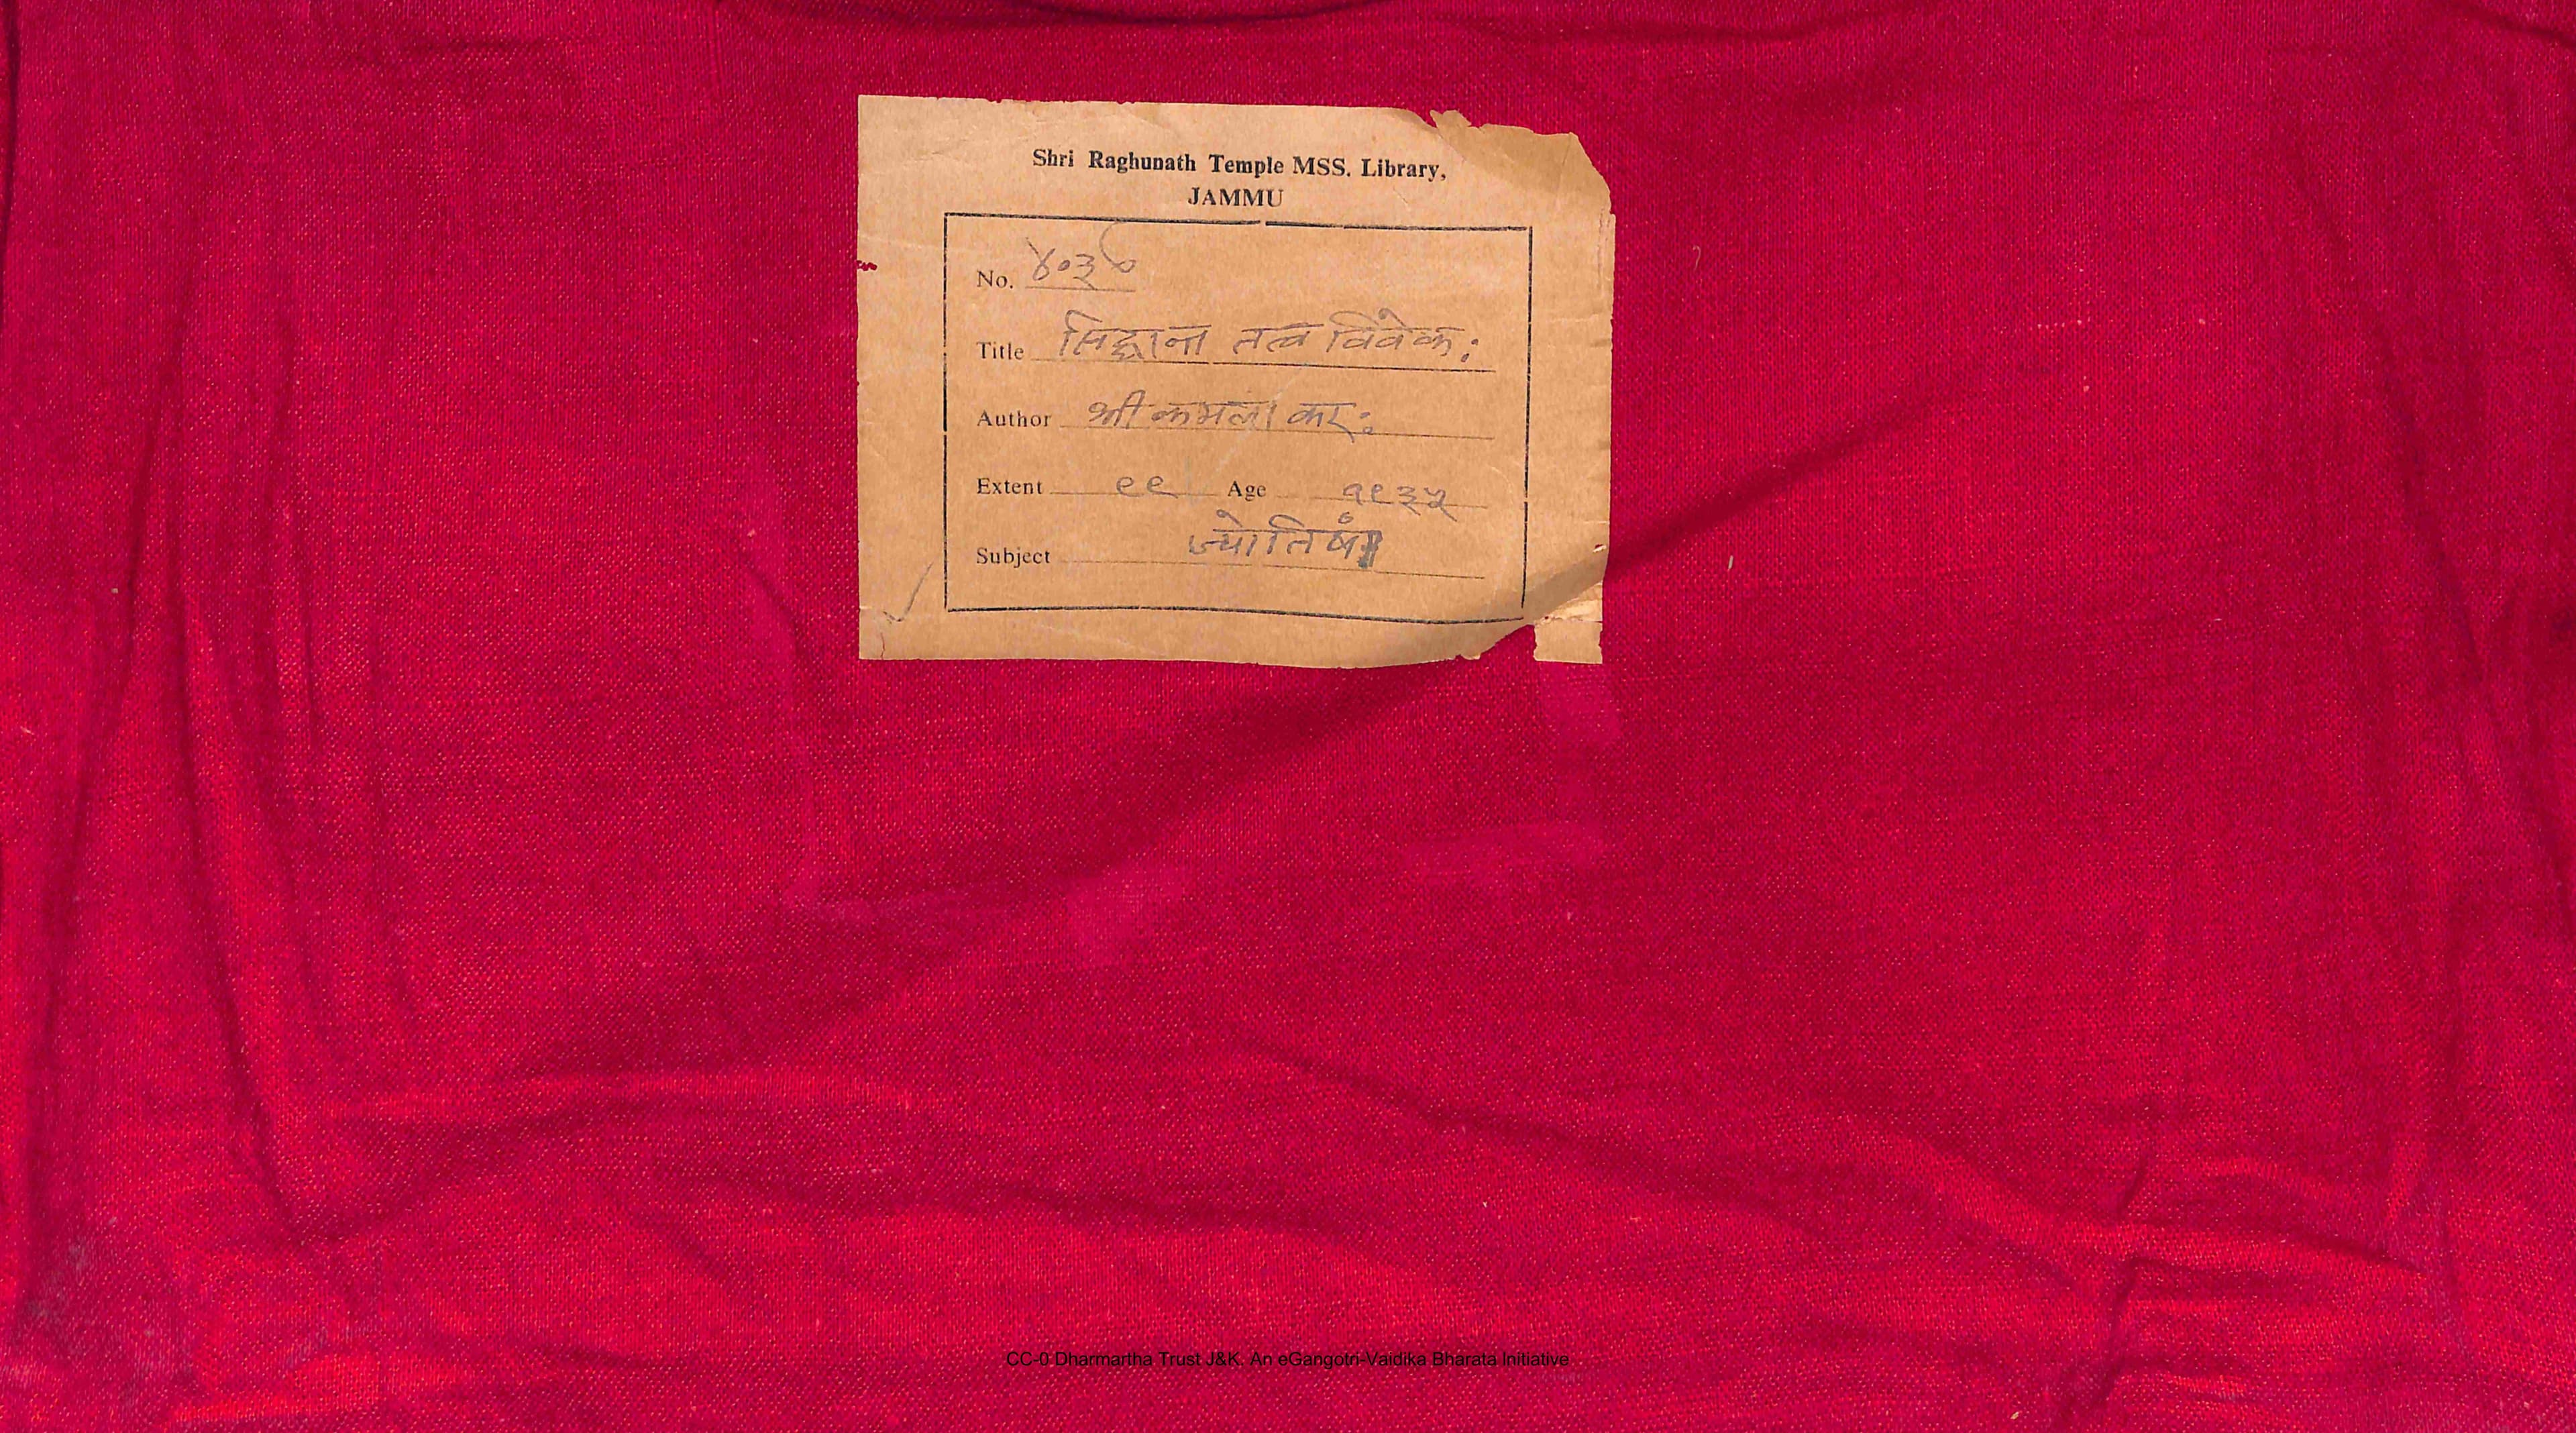 Shri Raghunath Temple MSS. Library,
JAMMU
No.
Title सिद्धान्त तत्व विवेक:
Author श्री कमला कर:
Extent ९९ Age १९३५
Subject ज्योतिषं
CC-0 Dharmartha Trust J&K. An eGangotri-Vaidika Bharata Initiative